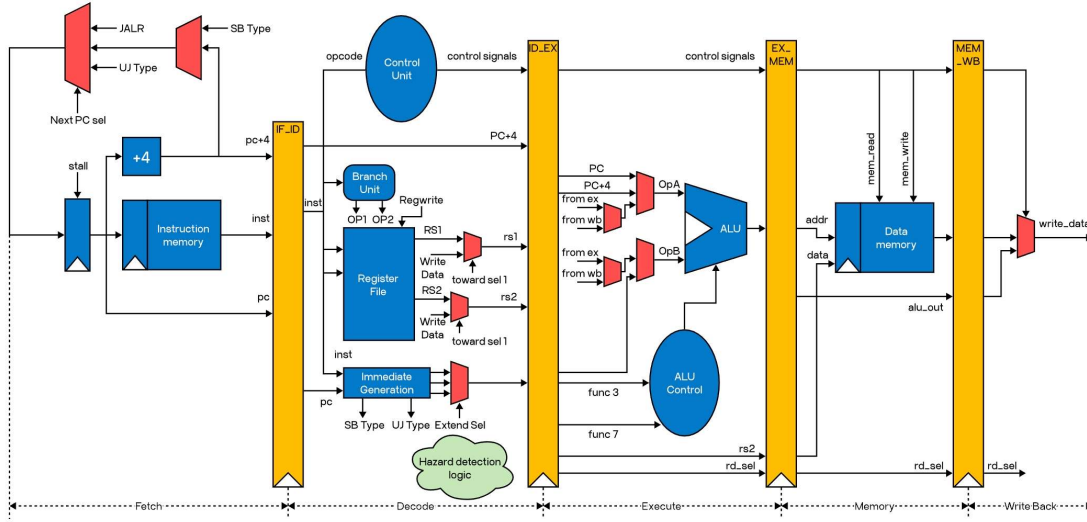 JALR
SB Type
UJ Type
Next PC sel
stall
+4
pc+4
Instruction
memory
inst
pc
IF_ID
opcode
Control
Unit
control signals
PC+4
inst
Branch
Unit
OP1
OP2
Regwrite
Register
File
RS1
rs1
Write
Data
toward sel 1
RS2
rs2
Write
Data
toward sel 1
inst
pc
Immediate
Generation
SB Type
UJ Type
Extend Sel
Hazard detection
logic
ID_EX
control signals
PC
PC+4
from ex
from wb
OpA
from ex
from wb
OpB
ALU
ALU
Control
func 3
func 7
rs2
rd_sel
EX_
MEM
mem_read
mem_write
addr
data
Data
memory
alu_out
rd_sel
MEM
_WB
write_data
rd_sel
Fetch
Decode
Execute
Memory
Write Back